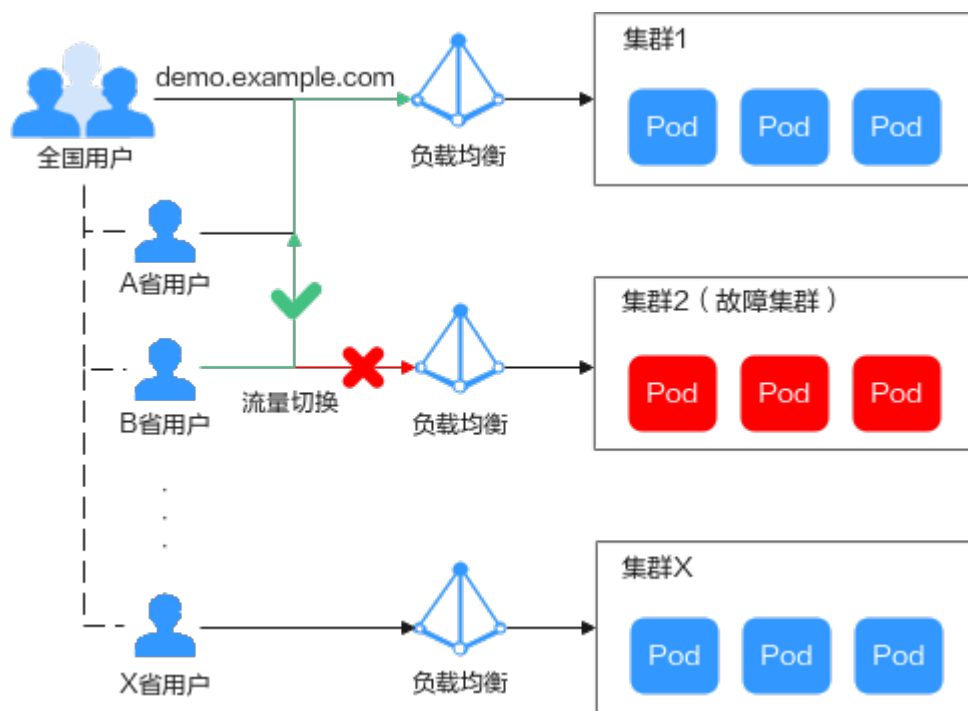 demo.example.com
全国用户
负载均衡
集群1
Pod Pod Pod
A省用户
集群2（故障集群）
Pod Pod Pod
B省用户
流量切换
负载均衡
集群X
Pod Pod Pod
X省用户
负载均衡